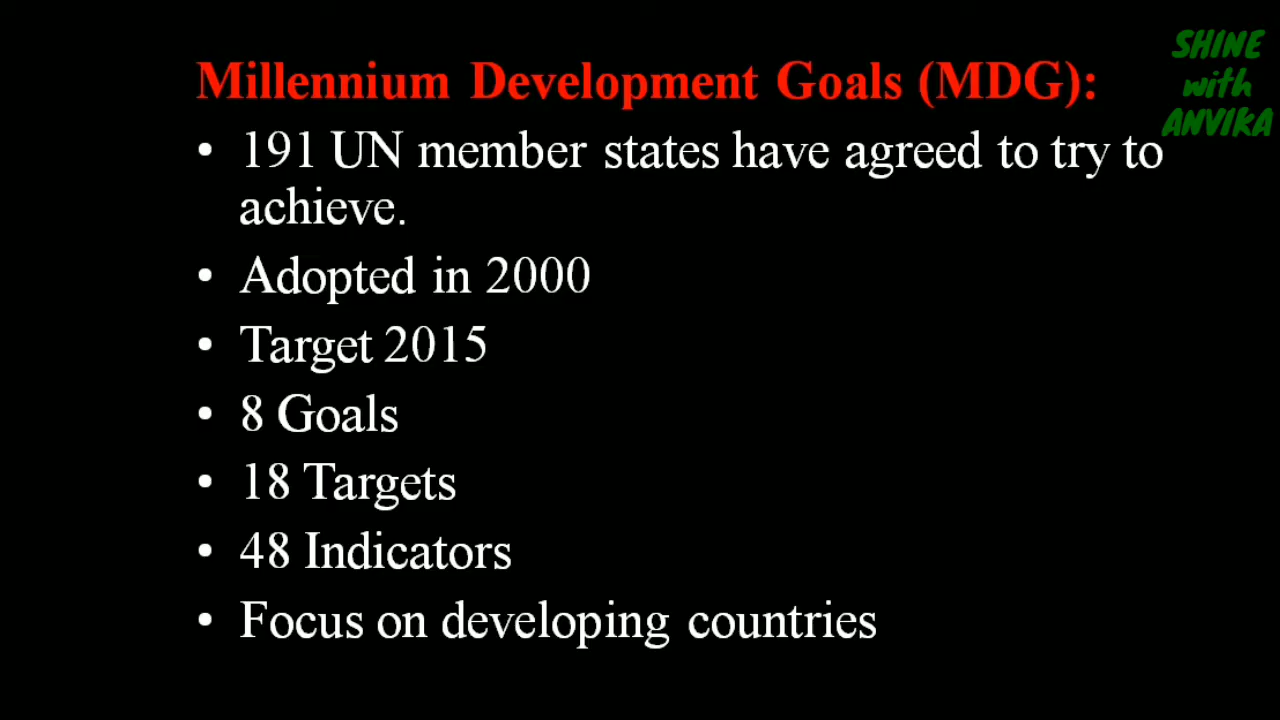 Millennium Development Goals (MDG):
• 191 UN member states have agreed to try to
achieve.
• Adopted in 2000
• Target 2015
• 8 Goals
• 18 Targets
• 48 Indicators
• Focus on developing countries
SHINE
with
ANVIKA